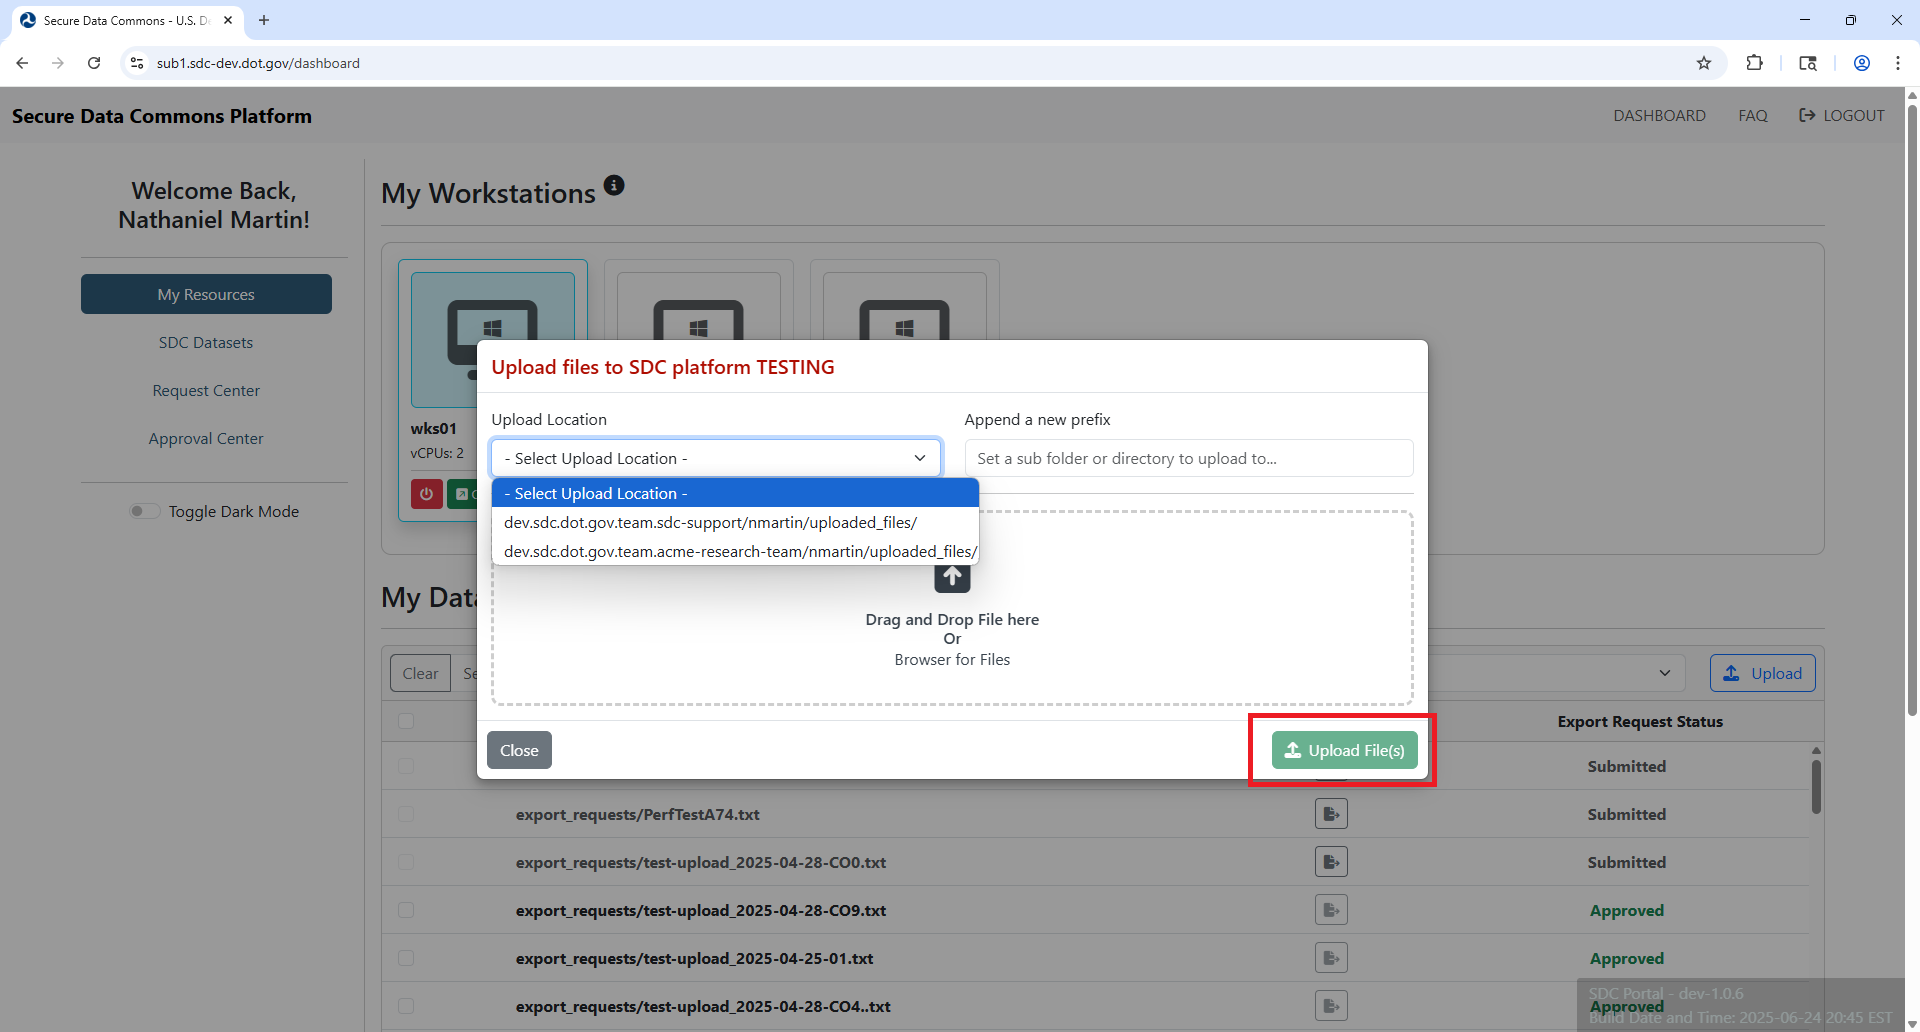 Secure Data Commons - U.S. D
sub1.sdc-dev.dot.gov/dashboard
Secure Data Commons Platform
DASHBOARD
FAQ
LOGOUT
Welcome Back,
Nathaniel Martin!
My Resources
SDC Datasets
Request Center
Approval Center
Toggle Dark Mode
My Workstations
wks01
vCPUs: 2
Upload files to SDC platform TESTING
Upload Location
Append a new prefix
- Select Upload Location -
Set a sub folder or directory to upload to...
- Select Upload Location -
dev.sdc.dot.gov.team.sdc-support/nmartin/uploaded_files/
dev.sdc.dot.gov.team.acme-research-team/nmartin/uploaded_files/
Drag and Drop File here
Or
Browser for Files
Close
Upload File(s)
My Dat
Clear
Se
Upload
Export Request Status
Submitted
export_requests/PerfTestA74.txt
Submitted
export_requests/test-upload_2025-04-28-CO0.txt
Submitted
export_requests/test-upload_2025-04-28-CO9.txt
Approved
export_requests/test-upload_2025-04-25-01.txt
Approved
export_requests/test-upload_2025-04-28-CO4..txt
Approved
SDC Portal - dev-1.0.6
Build Date and Time: 2025-06-24 20:45 EST